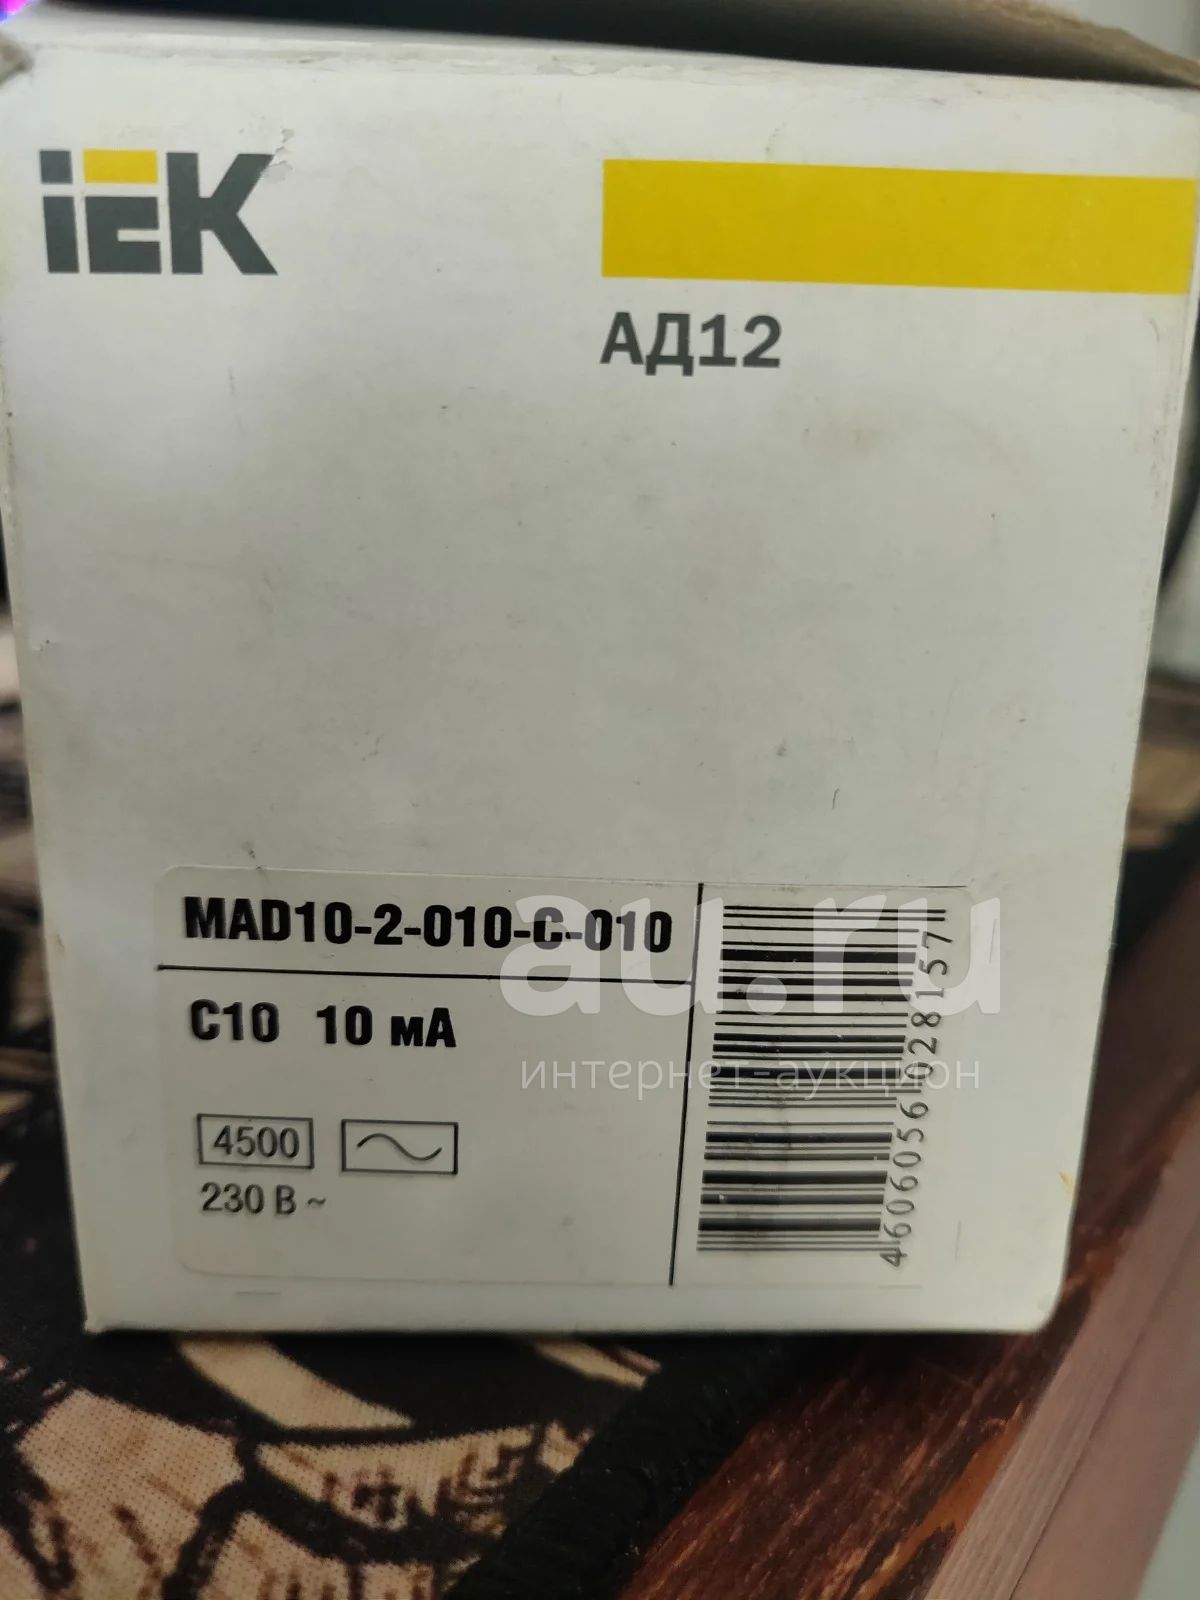 IEK
АД12
MAD10-2-010-C-010
C10 10 мА
4500
230 В ~
4606056028157
au.ru
интернет-аукцион